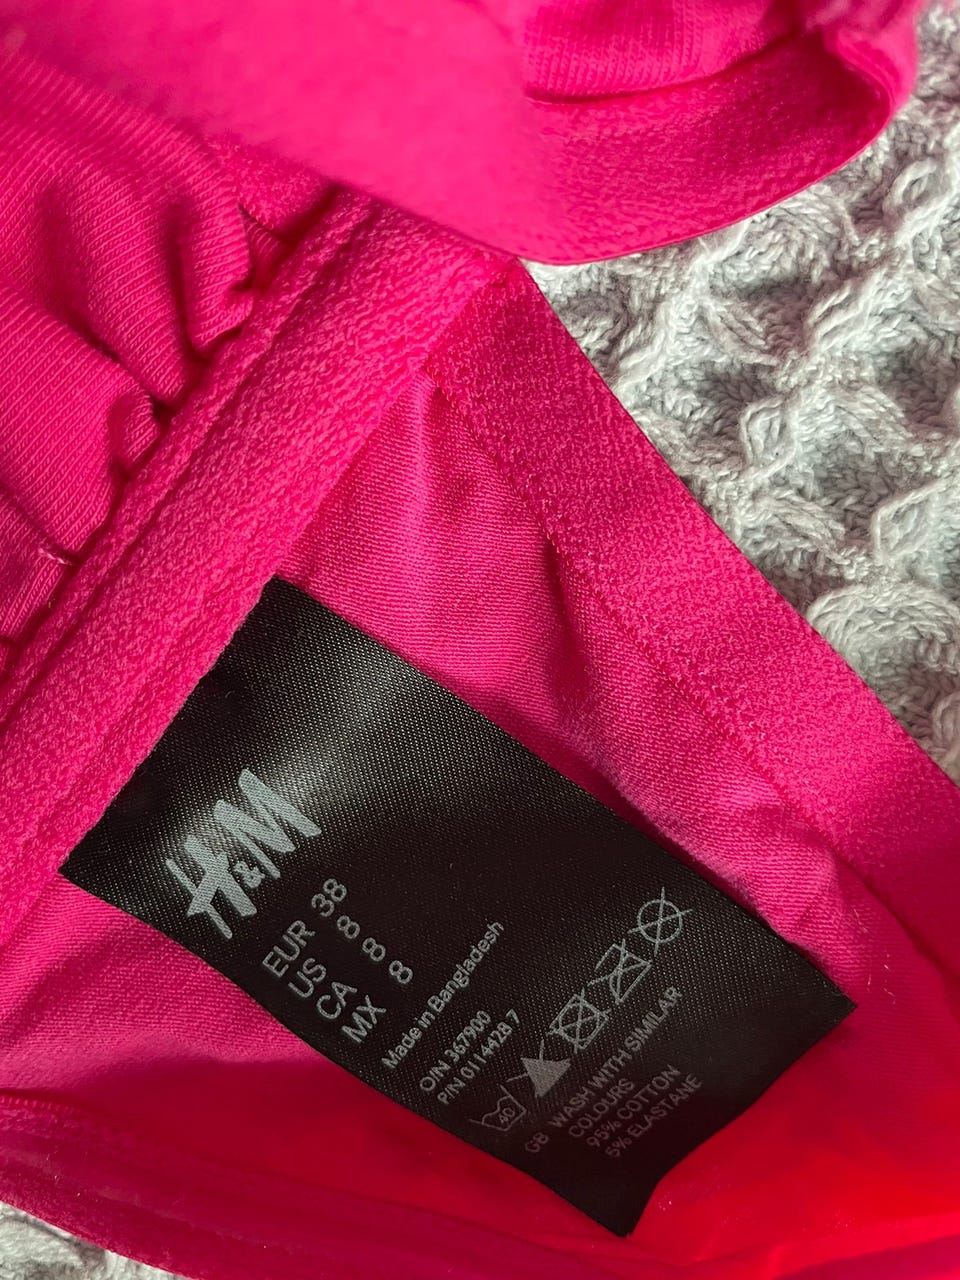 H&M
EUR 38
US 8
CA 8
MX 8
Made in Bangladesh
O/N 367900
P/N 0114428 7
40
GB WASH WITH SIMILAR
COLOURS
95% COTTON
5% ELASTANE